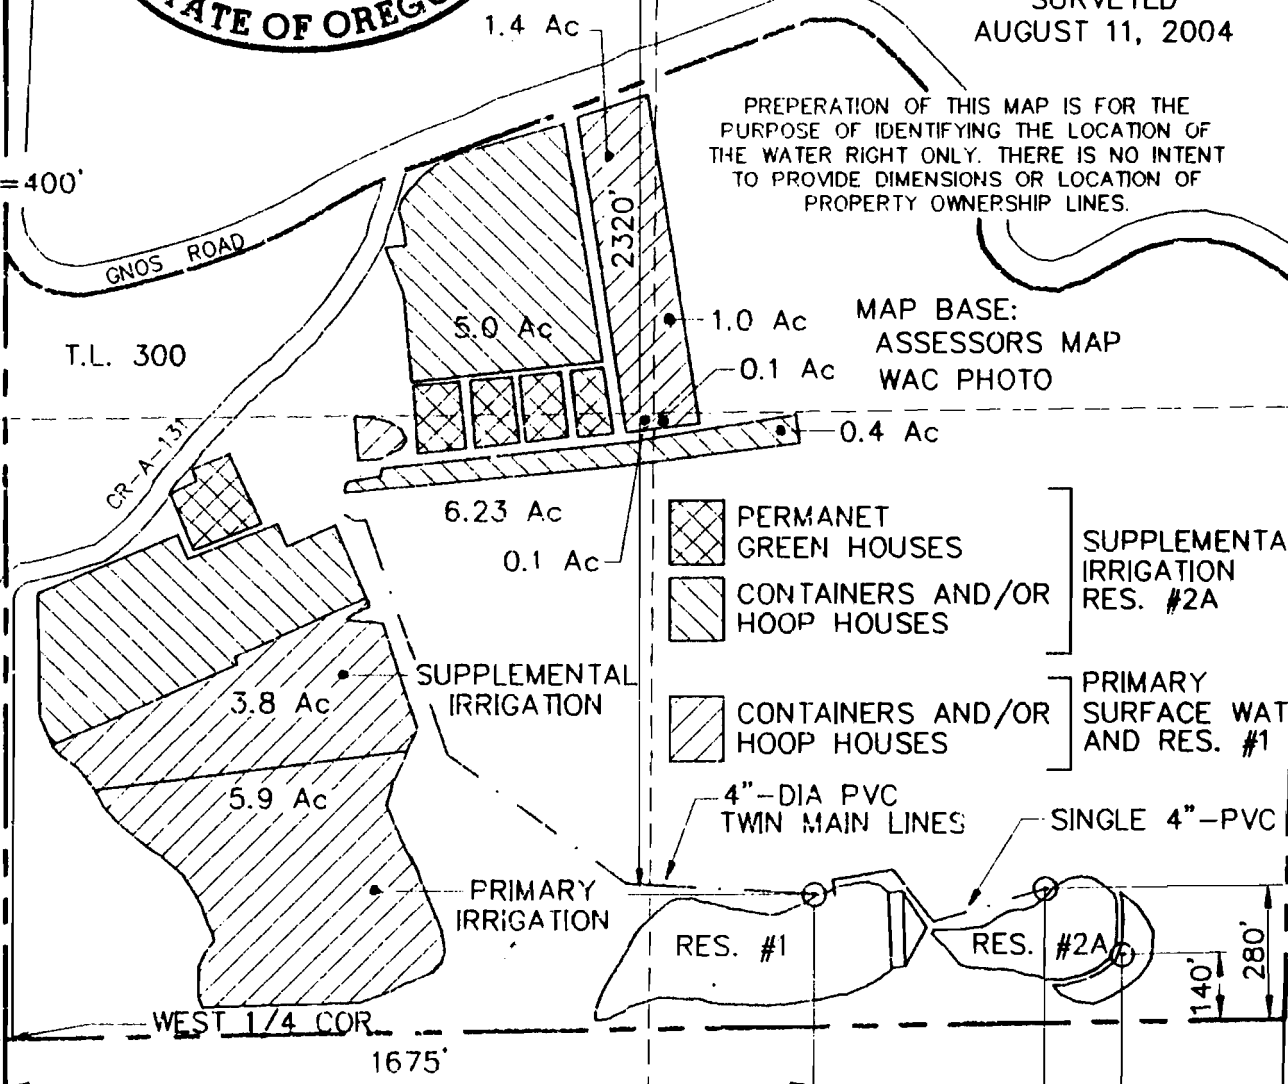 STATE OF OREGO
SURVEYED
AUGUST 11, 2004
1.4 Ac
PREPERATION OF THIS MAP IS FOR THE
PURPOSE OF IDENTIFYING THE LOCATION OF
THE WATER RIGHT ONLY. THERE IS NO INTENT
TO PROVIDE DIMENSIONS OR LOCATION OF
PROPERTY OWNERSHIP LINES.
=400'
GNOS ROAD
2320'
5.0 Ac
1.0 Ac
MAP BASE:
ASSESSORS MAP
WAC PHOTO
T.L. 300
0.1 Ac
0.4 Ac
CR-A-131
6.23 Ac
0.1 Ac
PERMANET
GREEN HOUSES
CONTAINERS AND/OR
HOOP HOUSES
SUPPLEMENTA
IRRIGATION
RES. #2A
SUPPLEMENTAL
IRRIGATION
3.8 Ac
CONTAINERS AND/OR
HOOP HOUSES
PRIMARY
SURFACE WAT
AND RES. #1
5.9 Ac
4"-DIA PVC
TWIN MAIN LINES
SINGLE 4"-PVC
PRIMARY
IRRIGATION
RES. #1
RES. #2A
140'
280'
WEST 1/4 COR.
1675'